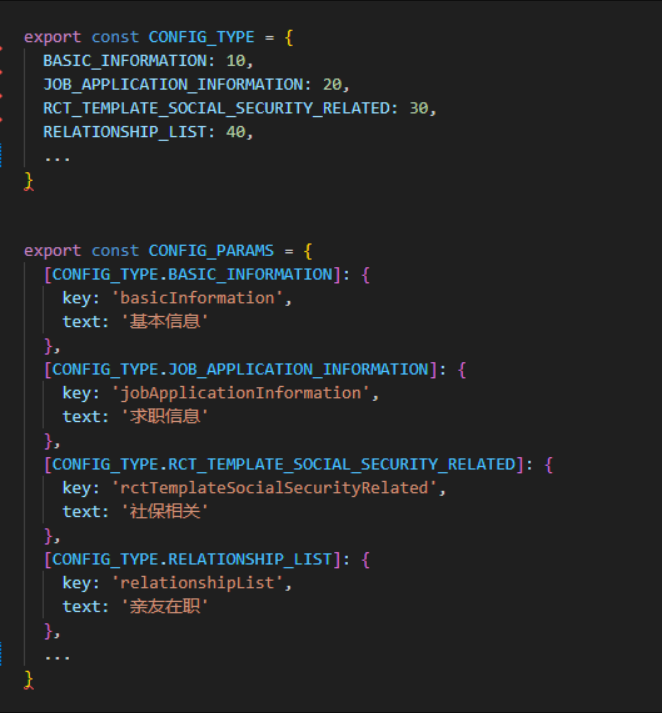 export const CONFIG_TYPE = {
BASIC_INFORMATION: 10,
JOB_APPLICATION_INFORMATION: 20,
RCT_TEMPLATE_SOCIAL_SECURITY_RELATED: 30,
RELATIONSHIP_LIST: 40,
...
}
export const CONFIG_PARAMS = {
[CONFIG_TYPE.BASIC_INFORMATION]: {
key: 'basicInformation',
text: '基本信息'
},
[CONFIG_TYPE.JOB_APPLICATION_INFORMATION]: {
key: 'jobApplicationInformation',
text: '求职信息'
},
[CONFIG_TYPE.RCT_TEMPLATE_SOCIAL_SECURITY_RELATED]: {
key: 'rctTemplateSocialSecurityRelated',
text: '社保相关'
},
[CONFIG_TYPE.RELATIONSHIP_LIST]: {
key: 'relationshipList',
text: '亲友在职'
},
...
}